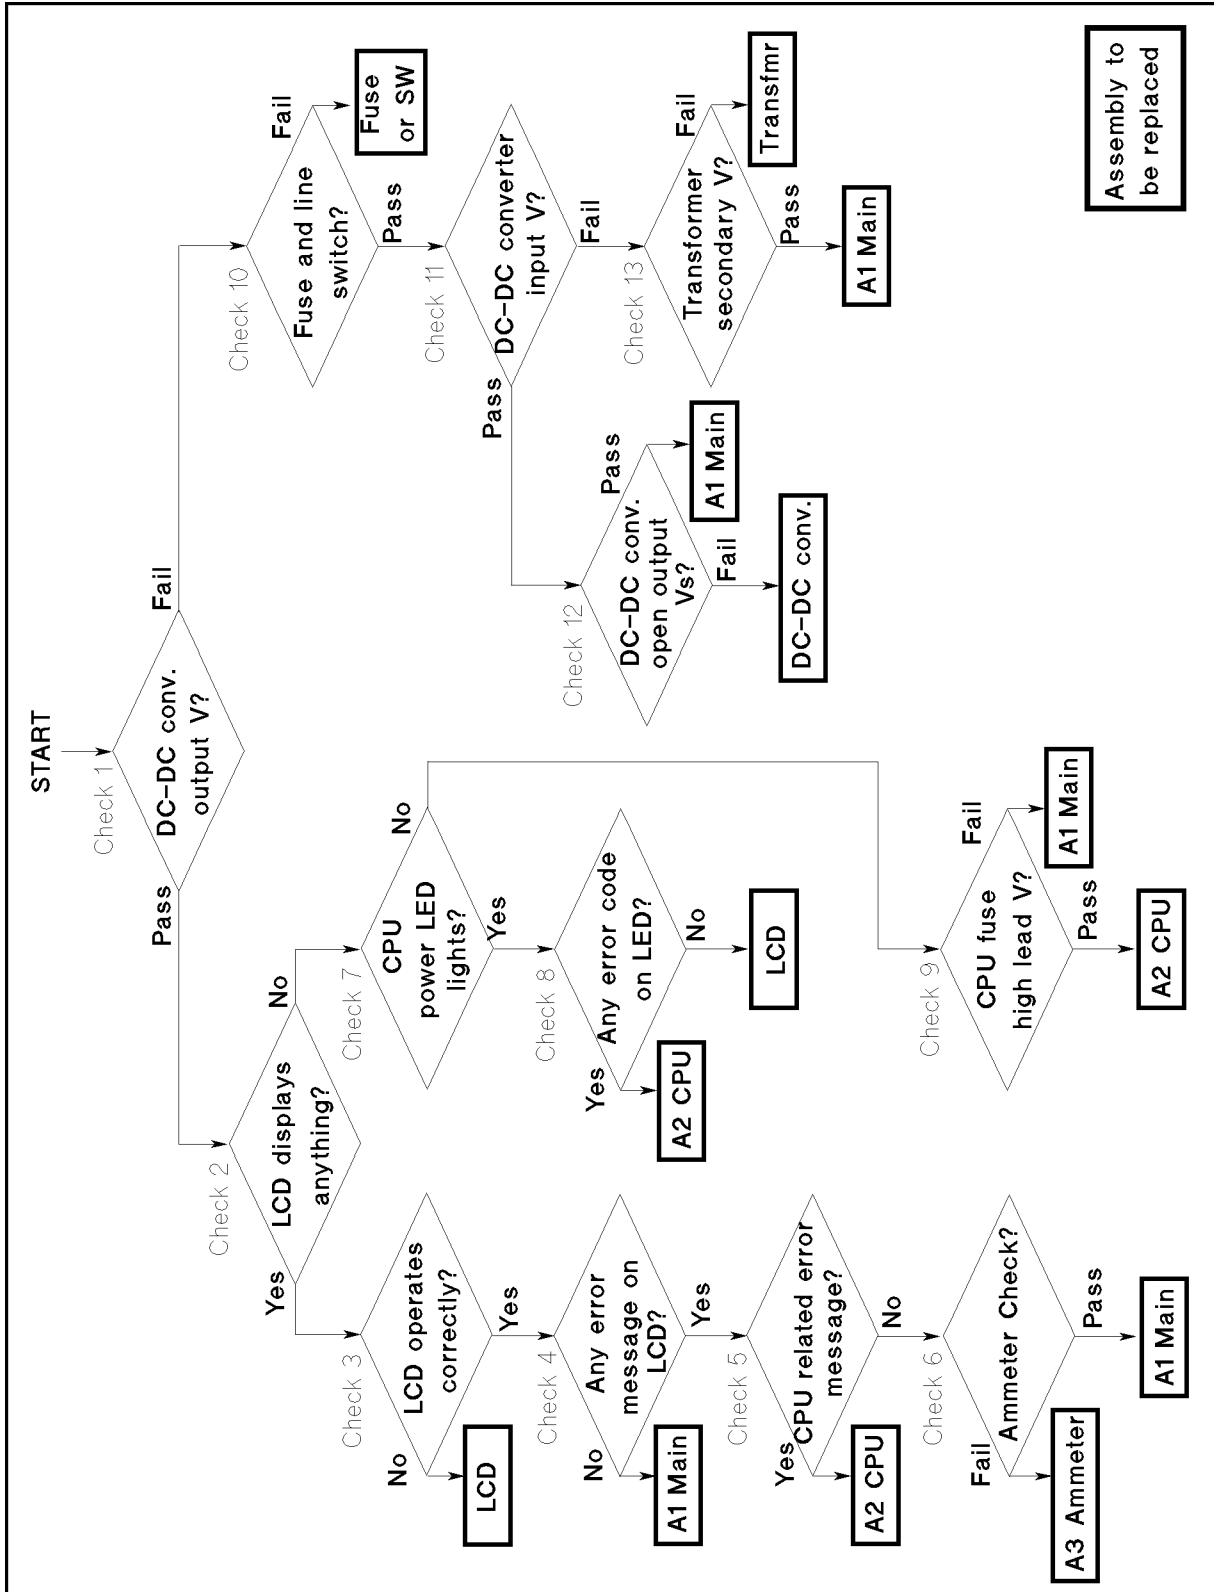 START
Check 1
DC-DC conv.
output V?
Pass
Fail
Check 2
LCD displays
anything?
Yes
No
Check 3
LCD operates
correctly?
No
LCD
Yes
Check 4
Any error
message on
LCD?
No
A1 Main
Yes
Check 5
CPU related error
message?
Yes
A2 CPU
No
Check 6
Ammeter Check?
Fail
A3 Ammeter
Pass
A1 Main
Check 7
CPU
power LED
lights?
No
Yes
Check 8
Any error code
on LED?
Yes
A2 CPU
No
LCD
Check 9
CPU fuse
high lead V?
Fail
A1 Main
Pass
A2 CPU
Check 10
Fuse and line
switch?
Fail
Fuse
or SW
Pass
Check 11
DC-DC converter
input V?
Pass
Fail
Check 12
DC-DC conv.
open output
Vs?
Pass
A1 Main
Fail
DC-DC conv.
Check 13
Transformer
secondary V?
Fail
Transfmr
Pass
A1 Main
Assembly to
be replaced